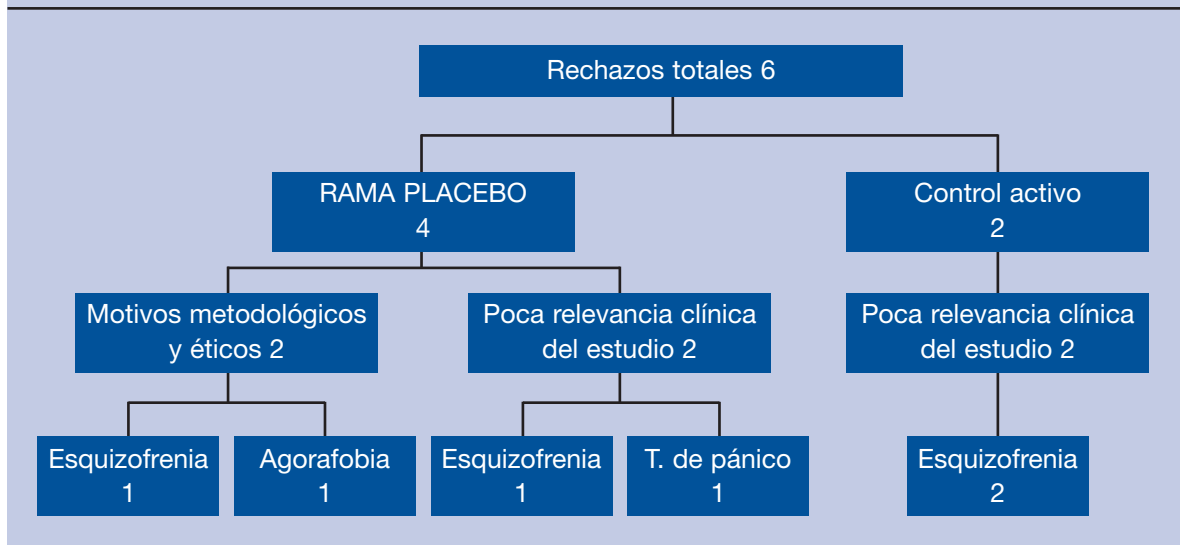 Rechazos totales 6
RAMA PLACEBO
4
Control activo
2
Motivos metodológicos
y éticos 2
Poca relevancia clínica
del estudio 2
Poca relevancia clínica
del estudio 2
Esquizofrenia
1
Agorafobia
1
Esquizofrenia
1
T. de pánico
1
Esquizofrenia
2